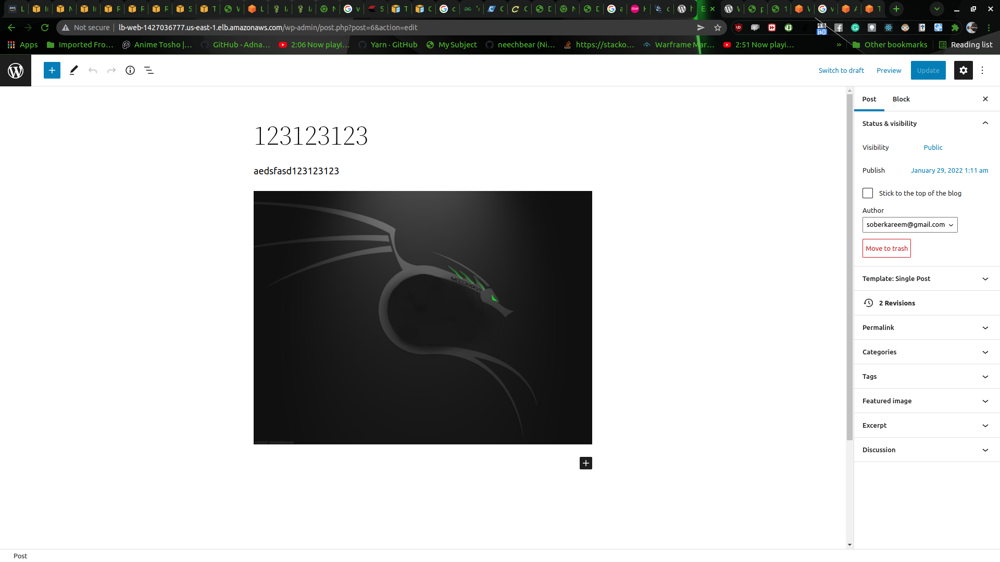 Not secure lb-web-1427036777.us-east-1.elb.amazonaws.com/wp-admin/post.php?post=6&action=edit
Apps Imported Fro... Anime Tosho |... GitHub - Adna... 2:06 Now playi... Yarn · GitHub My Subject neechbear (Ni... https://stacko... Warframe Mar... 2:51 Now playi... » Other bookmarks Reading list
Switch to draft Preview Update
Post Block
123123123
aedsfasd123123123
Status & visibility
Visibility Public
Publish January 29, 2022 1:11 am
Stick to the top of the blog
Author
soberkareem@gmail.com
Move to trash
Template: Single Post
2 Revisions
Permalink
Categories
Tags
Featured image
Excerpt
Discussion
Post